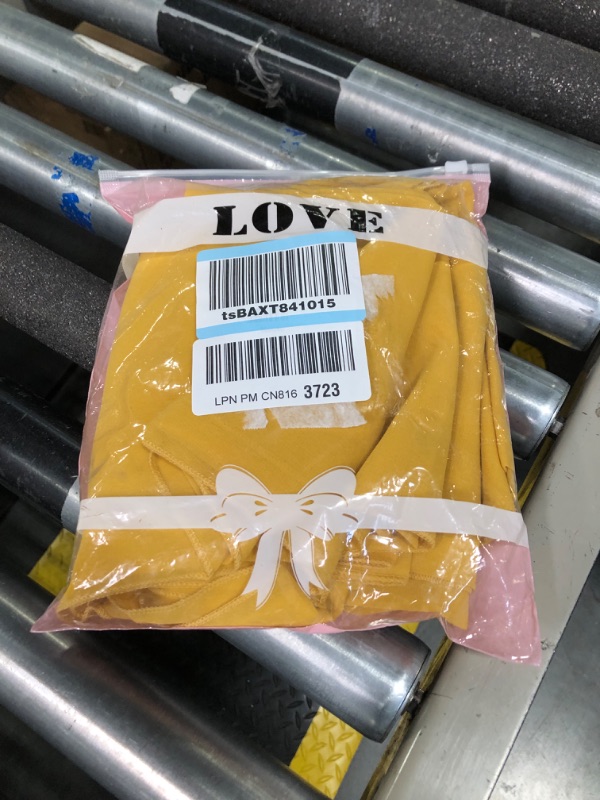 LOVE
tsBAXT841015
LPN PM CN816 3723